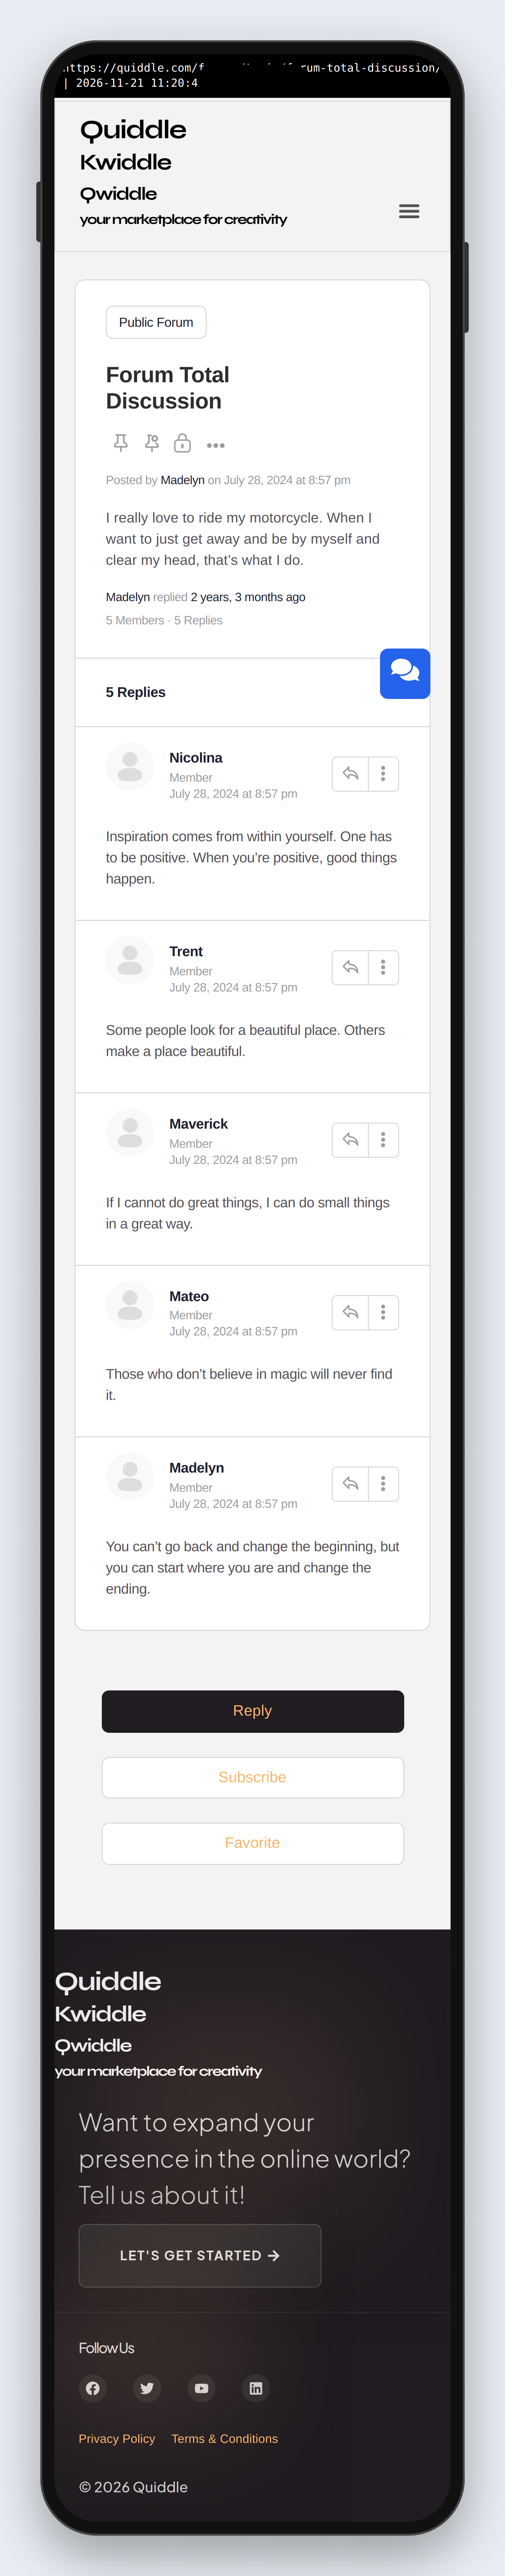 https://quiddle.com/f rum-total-discussion/
| 2026-11-21 11:20:4
Quiddle
Kwiddle
Qwiddle
your marketplace for creativity
Public Forum
Forum Total
Discussion
Posted by Madelyn on July 28, 2024 at 8:57 pm
I really love to ride my motorcycle. When I
want to just get away and be by myself and
clear my head, that’s what I do.
Madelyn replied 2 years, 3 months ago
5 Members · 5 Replies
5 Replies
Nicolina
Member
July 28, 2024 at 8:57 pm
Inspiration comes from within yourself. One has
to be positive. When you’re positive, good things
happen.
Trent
Member
July 28, 2024 at 8:57 pm
Some people look for a beautiful place. Others
make a place beautiful.
Maverick
Member
July 28, 2024 at 8:57 pm
If I cannot do great things, I can do small things
in a great way.
Mateo
Member
July 28, 2024 at 8:57 pm
Those who don’t believe in magic will never find
it.
Madelyn
Member
July 28, 2024 at 8:57 pm
You can’t go back and change the beginning, but
you can start where you are and change the
ending.
Reply
Subscribe
Favorite
Quiddle
Kwiddle
Qwiddle
your marketplace for creativity
Want to expand your
presence in the online world?
Tell us about it!
LET'S GET STARTED →
Follow Us
Privacy Policy Terms & Conditions
© 2026 Quiddle